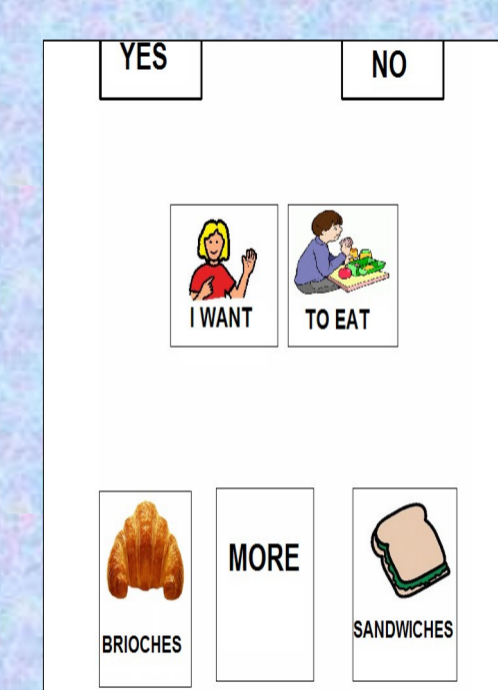 YES
NO
I WANT
TO EAT
MORE
BRIOCHES
SANDWICHES